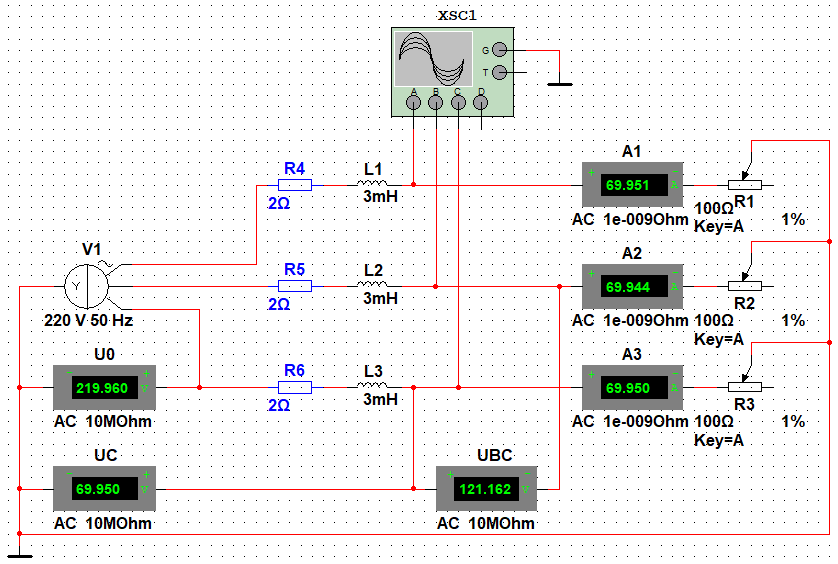 xsc1
G
T
A B C D
A1
R4 L1
+ 69.951 - A
2Ω 3mH
AC 1e-009Ohm 100Ω
R1
Key=A 1%
V1
A2
R5 L2
Y
+ 69.944 - A
2Ω 3mH
220 V 50 Hz
AC 1e-009Ohm 100Ω
R2
Key=A 1%
U0
A3
R6 L3
- 219.960 + V
+ 69.950 - A
2Ω 3mH
AC 10MOhm
AC 1e-009Ohm 100Ω
R3
Key=A 1%
UC
UBC
- 69.950 + V
+ 121.162 - V
AC 10MOhm
AC 10MOhm